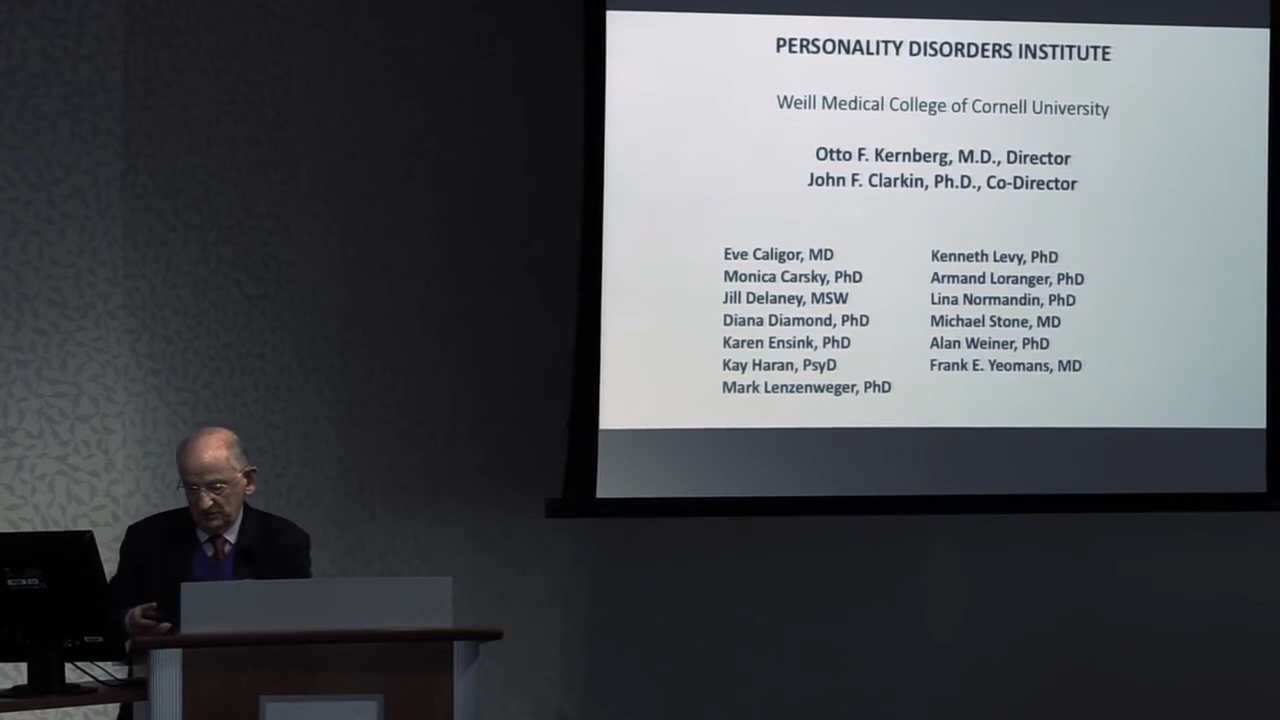 PERSONALITY DISORDERS INSTITUTE
Weill Medical College of Cornell University
Otto F. Kernberg, M.D., Director
John F. Clarkin, Ph.D., Co-Director
Eve Caligor, MD
Monica Carsky, PhD
Jill Delaney, MSW
Diana Diamond, PhD
Karen Ensink, PhD
Kay Haran, PsyD
Mark Lenzenweger, PhD
Kenneth Levy, PhD
Armand Loranger, PhD
Lina Normandin, PhD
Michael Stone, MD
Alan Weiner, PhD
Frank E. Yeomans, MD